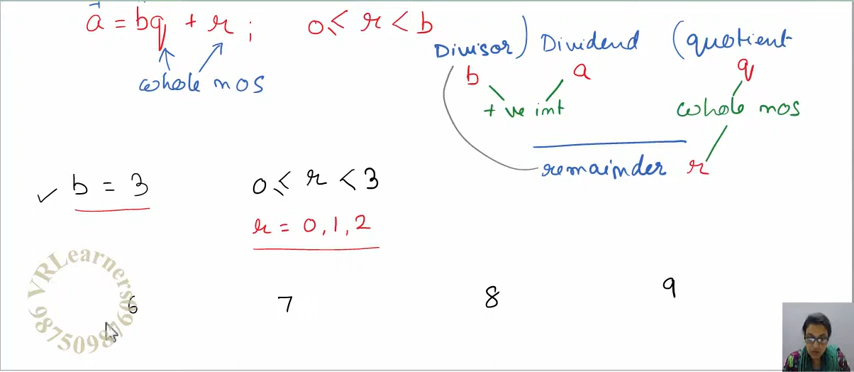 a = bq + r ; 0 ≤ r < b
whole nos
Divisor ) Dividend ( quotient
b a q
+ ve int whole nos
remainder r
✓ b = 3 0 ≤ r < 3
r = 0, 1, 2
6 7 8 9
VRLearners